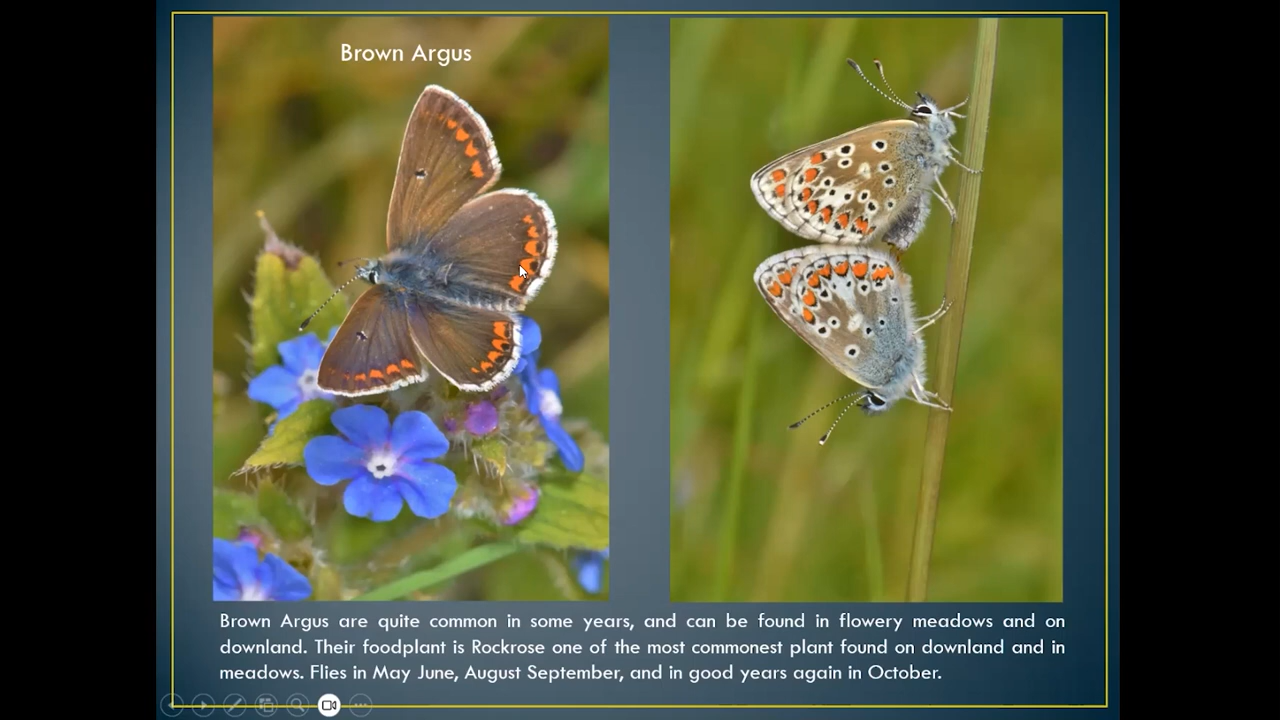 Brown Argus
Brown Argus are quite common in some years, and can be found in flowery meadows and on
downland. Their foodplant is Rockrose one of the most commonest plant found on downland and in
meadows. Flies in May June, August September, and in good years again in October.